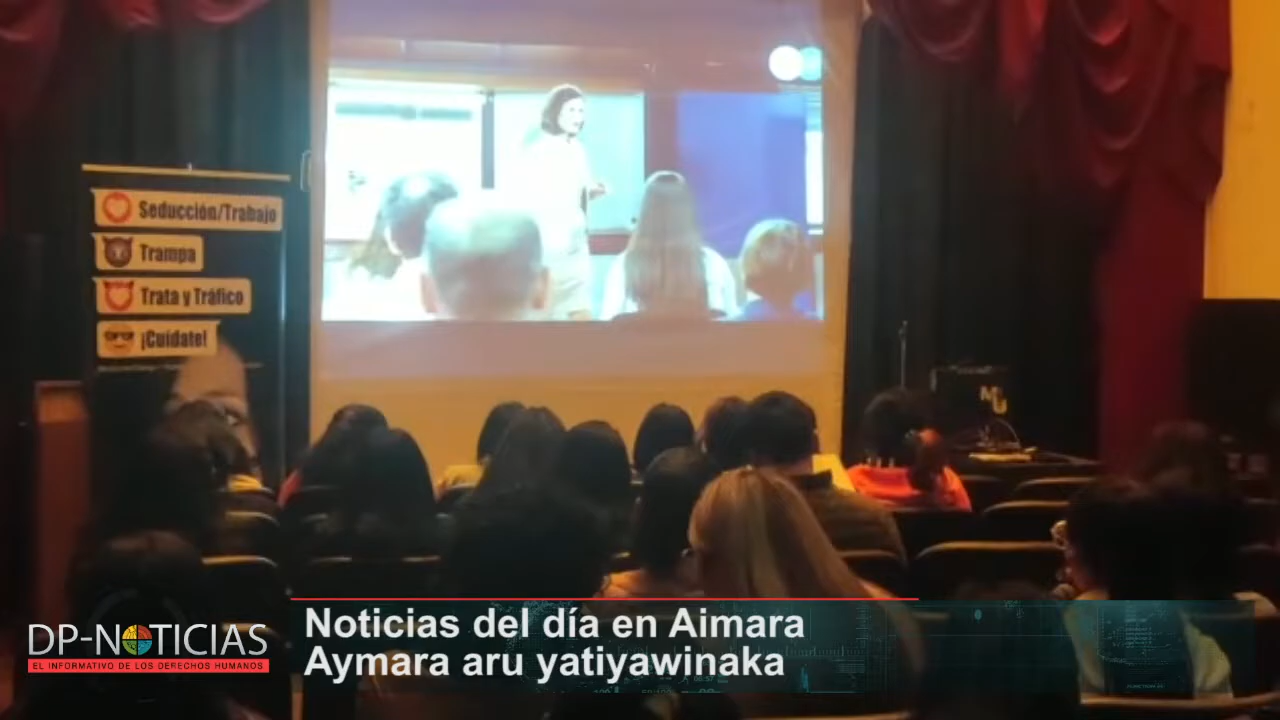 Seducción/Trabajo
Trampa
Trata y Tráfico
¡Cuídate!
MU
DP-NOTICIAS
EL INFORMATIVO DE LOS DERECHOS HUMANOS
Noticias del día en Aimara
Aymara aru yatiyawinaka